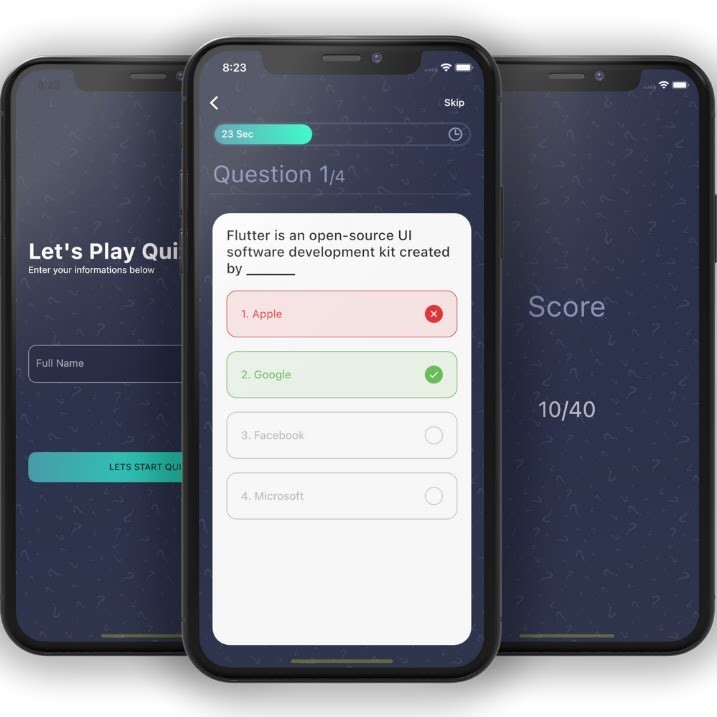 8:23
Let's Play Qui
Enter your informations below
Full Name
LETS START QUI
8:23
Skip
23 Sec
Question 1/4
Flutter is an open-source UI
software development kit created
by ______
1. Apple
2. Google
3. Facebook
4. Microsoft
Score
10/40